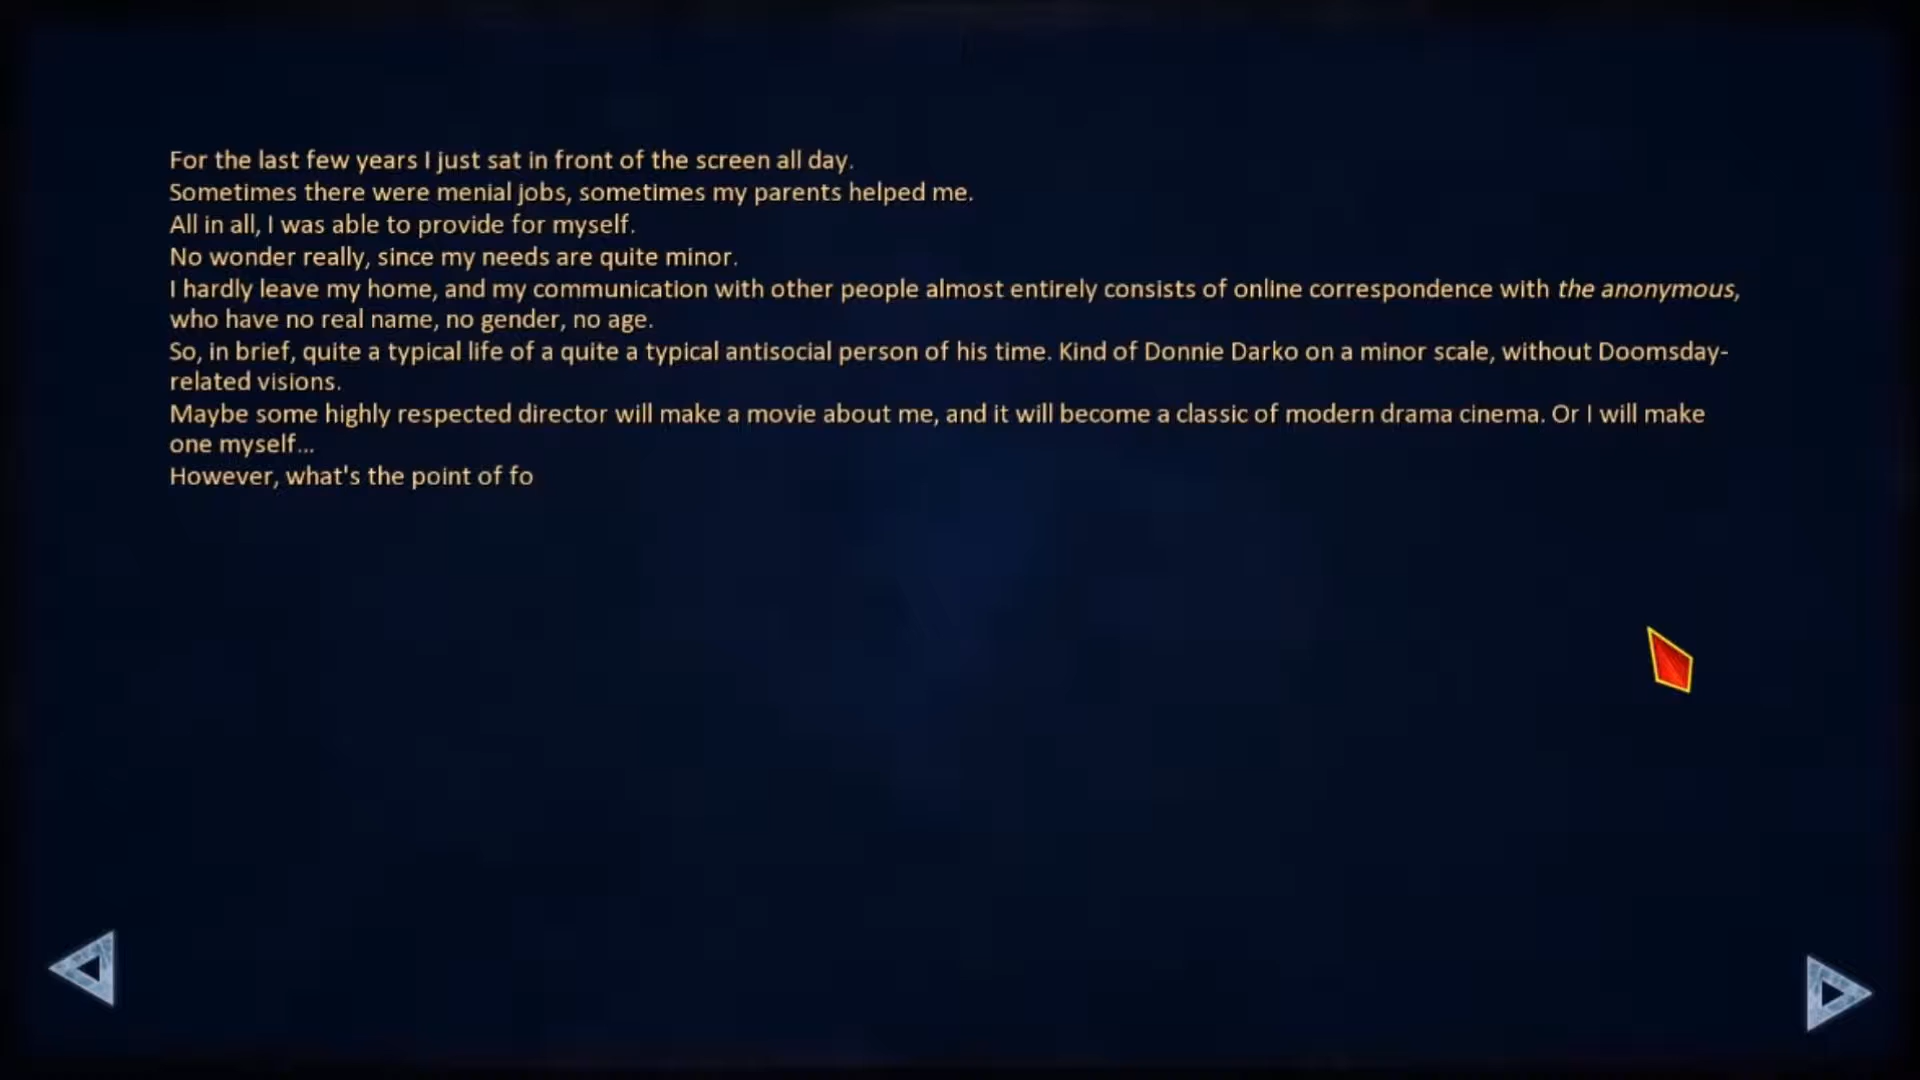 For the last few years I just sat in front of the screen all day.
Sometimes there were menial jobs, sometimes my parents helped me.
All in all, I was able to provide for myself.
No wonder really, since my needs are quite minor.
I hardly leave my home, and my communication with other people almost entirely consists of online correspondence with the anonymous,
who have no real name, no gender, no age.
So, in brief, quite a typical life of a quite a typical antisocial person of his time. Kind of Donnie Darko on a minor scale, without Doomsday-
related visions.
Maybe some highly respected director will make a movie about me, and it will become a classic of modern drama cinema. Or I will make
one myself...
However, what's the point of fo